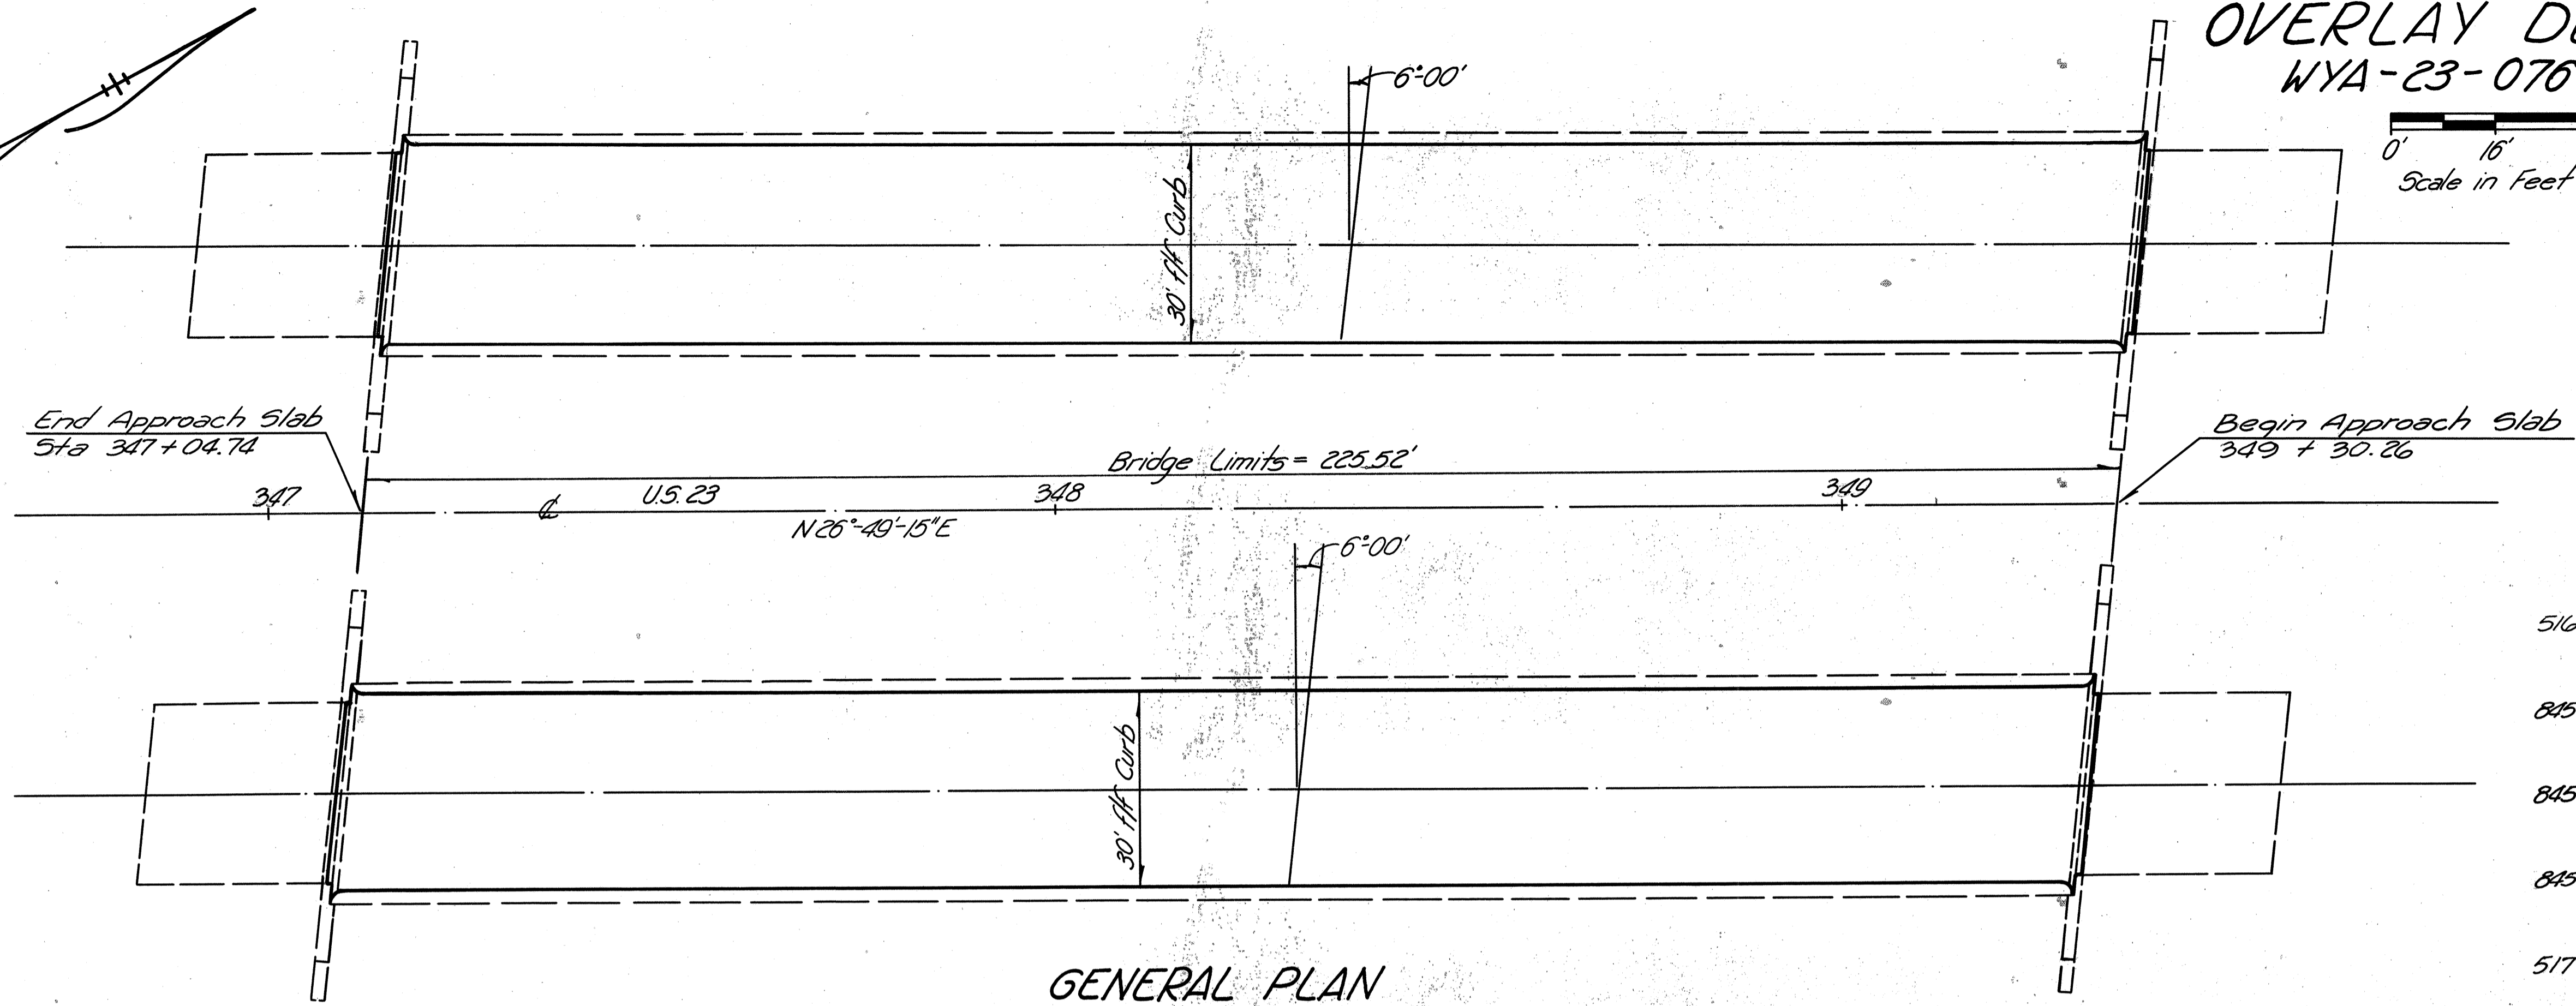 OVERLAY
WYA-23-076
0' 16'
Scale in Feet
6°00'
30' f/f Curb
End Approach Slab
Sta 347+04.74
Begin Approach Slab
349 + 30.26
Bridge Limits = 225.52'
347
℄
U.S. 23
348
349
N26°-49'-15"E
6°00'
30' f/f Curb
516
845
845
845
517
GENERAL PLAN